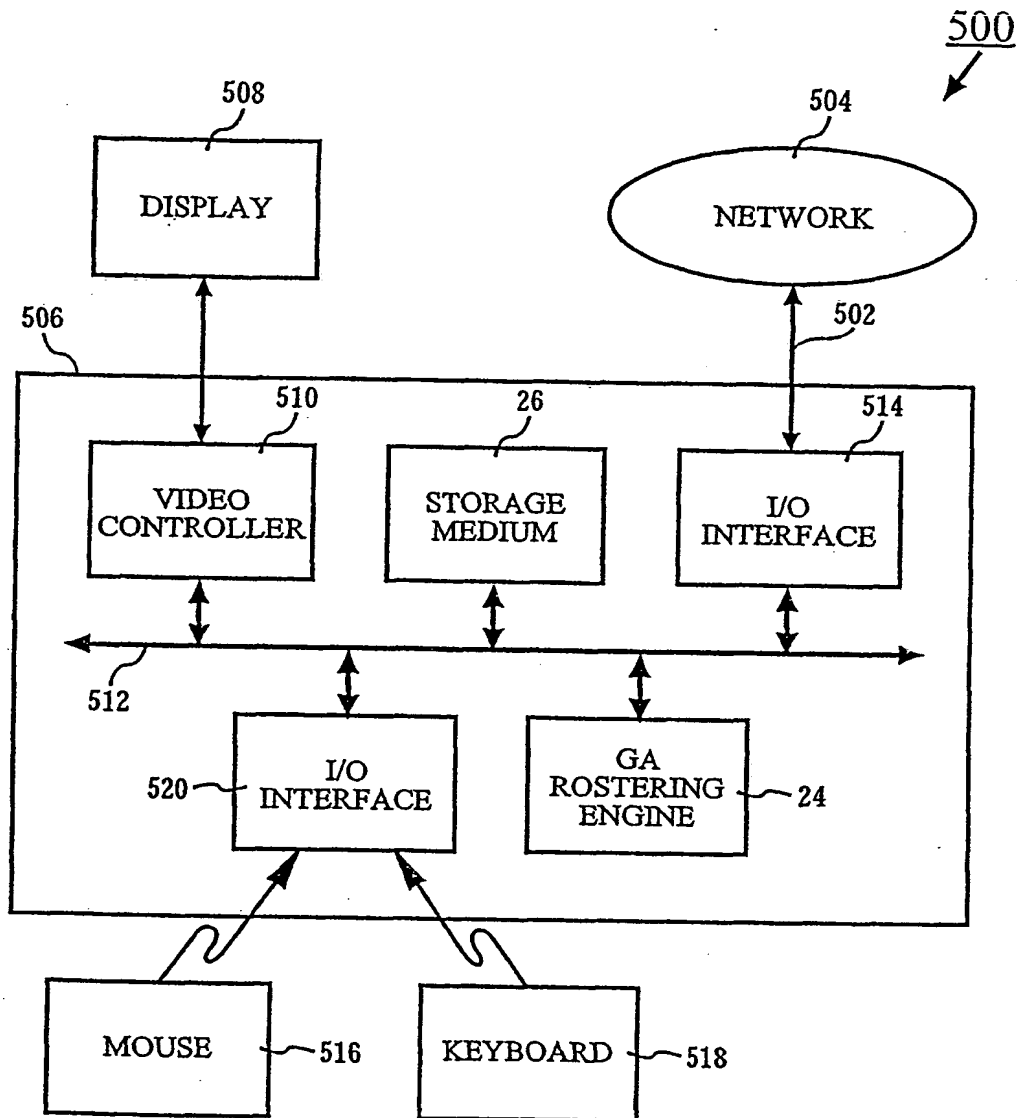 500
508
504
DISPLAY
NETWORK
506
502
510
26
514
VIDEO
CONTROLLER
STORAGE
MEDIUM
I/O
INTERFACE
512
520
I/O
INTERFACE
GA
ROSTERING
ENGINE
24
MOUSE
516
KEYBOARD
518